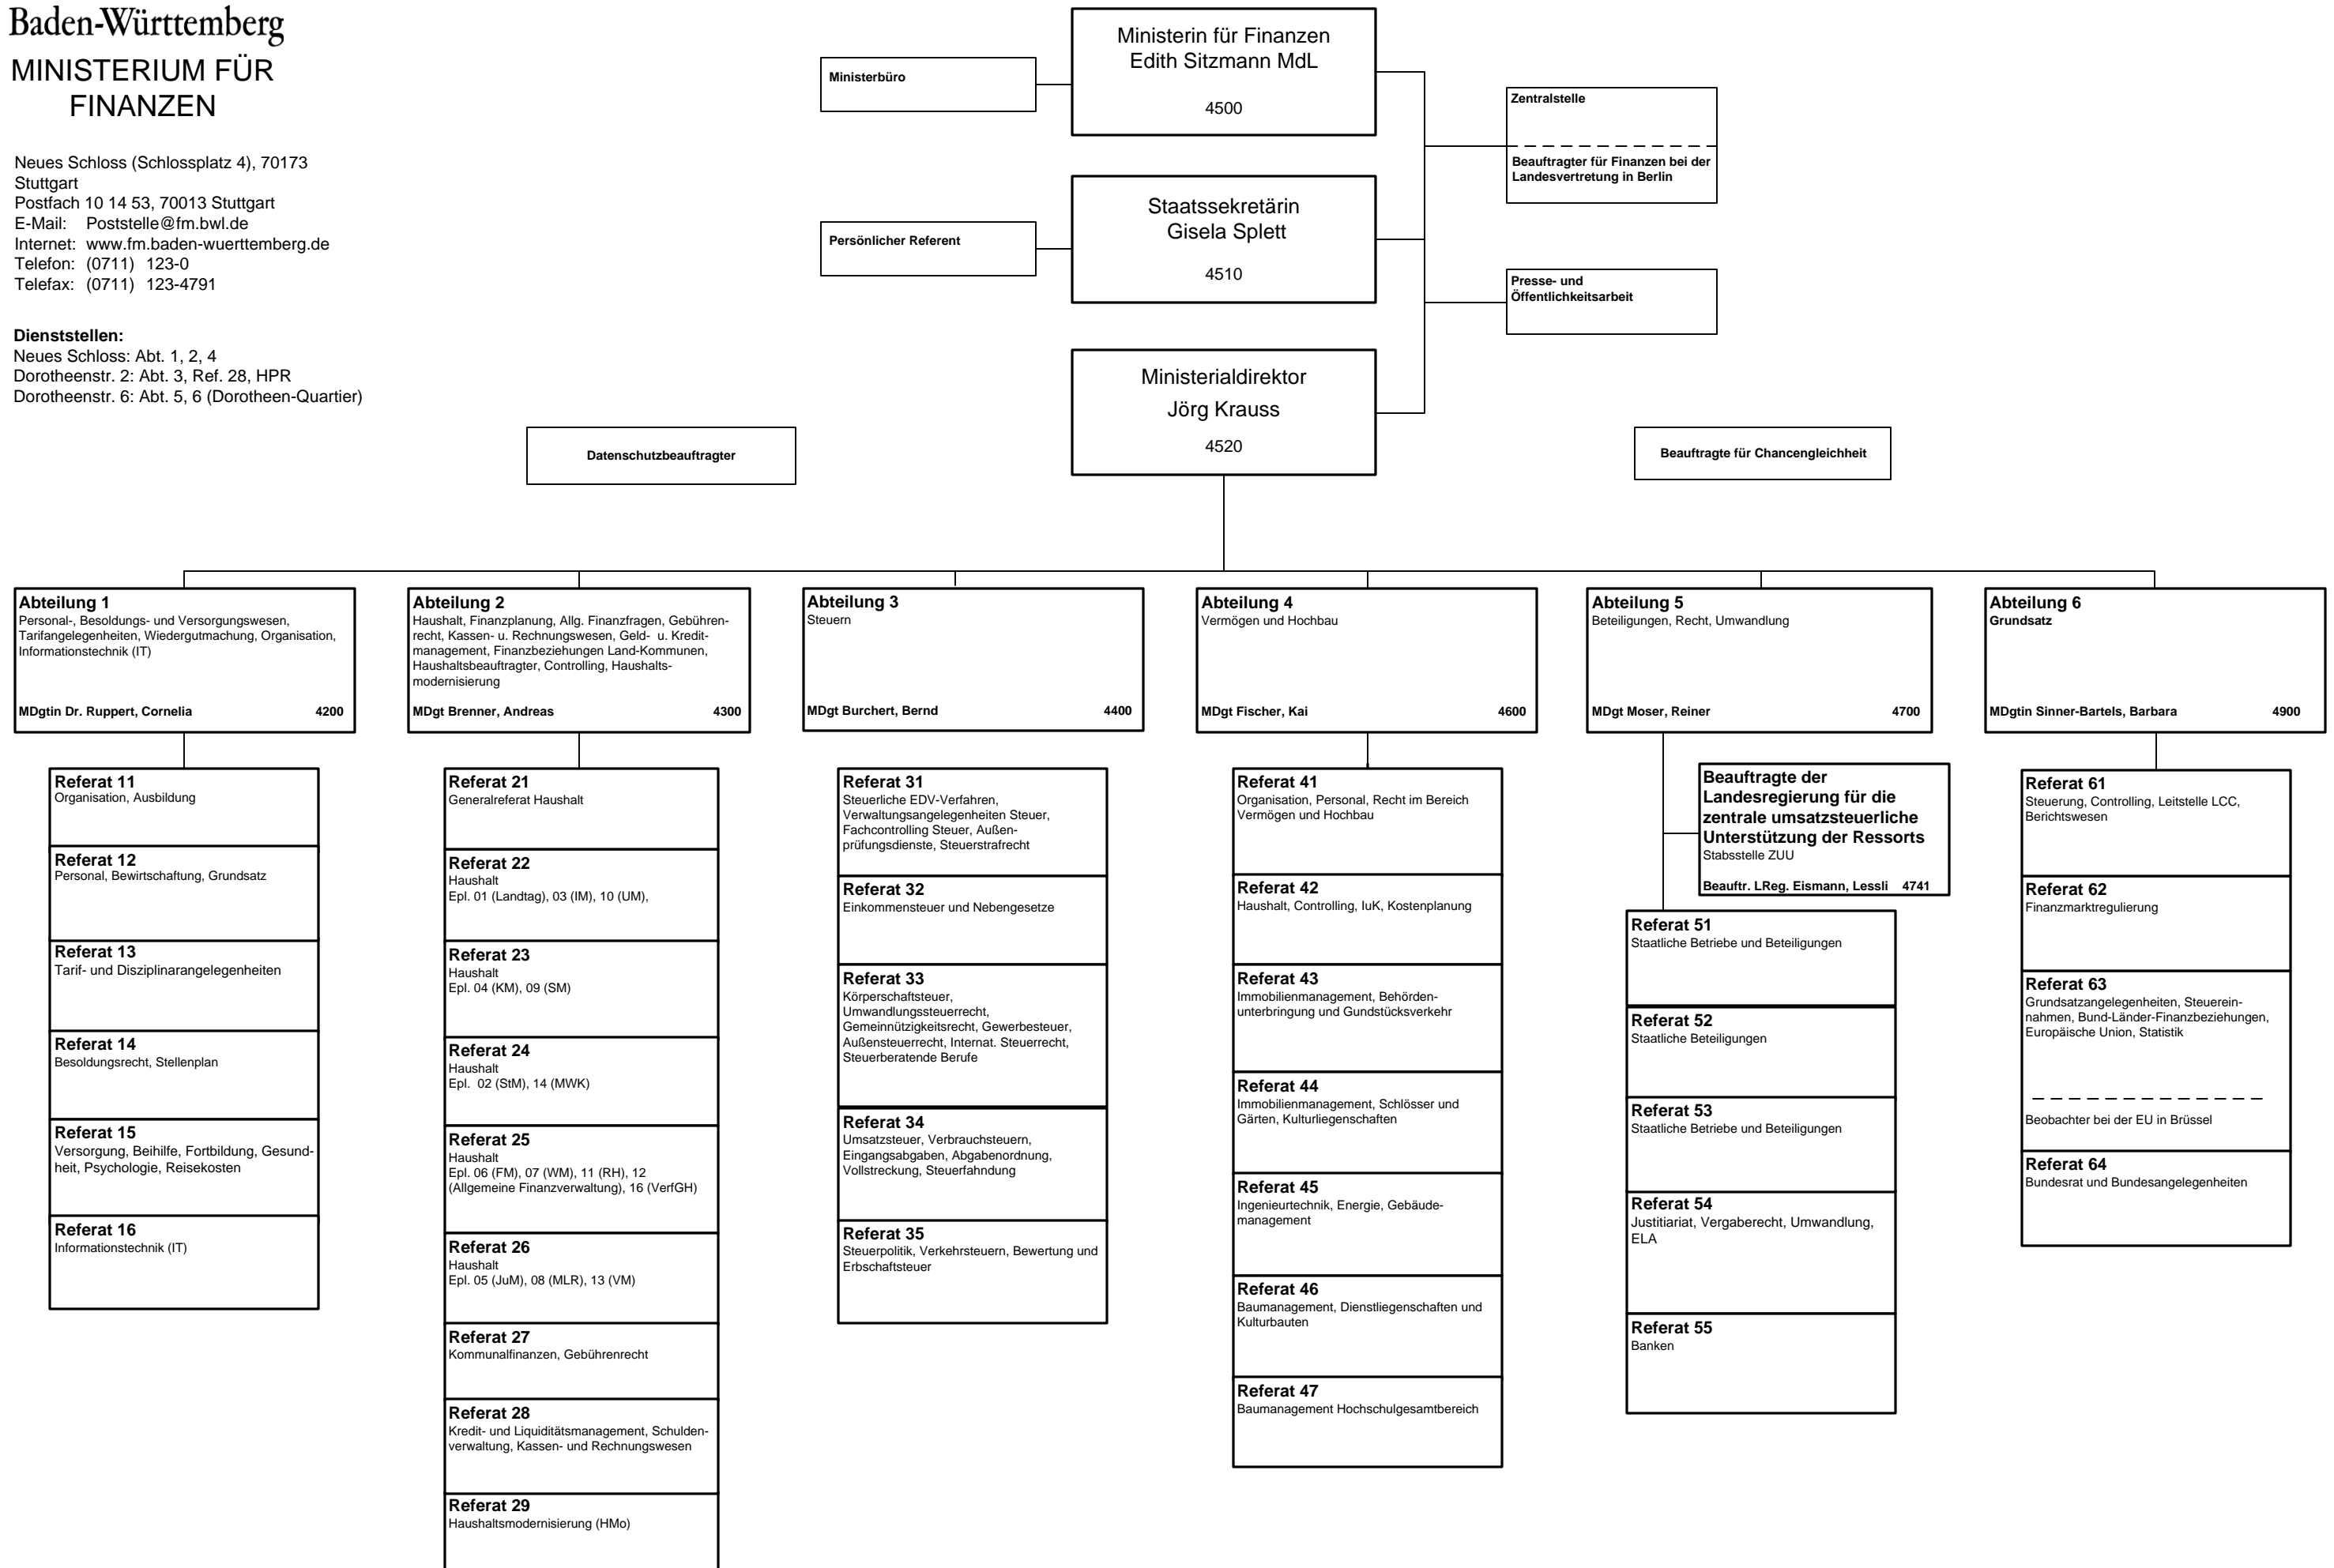 Baden-Württemberg
MINISTERIUM FÜR
FINANZEN
Neues Schloss (Schlossplatz 4), 70173
Stuttgart
Postfach 10 14 53, 70013 Stuttgart
E-Mail: Poststelle@fm.bwl.de
Internet: www.fm.baden-wuerttemberg.de
Telefon: (0711) 123-0
Telefax: (0711) 123-4791
Dienststellen:
Neues Schloss: Abt. 1, 2, 4
Dorotheenstr. 2: Abt. 3, Ref. 28, HPR
Dorotheenstr. 6: Abt. 5, 6 (Dorotheen-Quartier)
Ministerbüro
Ministerin für Finanzen
Edith Sitzmann MdL
4500
Zentralstelle
Beauftragter für Finanzen bei der
Landesvertretung in Berlin
Persönlicher Referent
Staatssekretärin
Gisela Splett
4510
Presse- und
Öffentlichkeitsarbeit
Ministerialdirektor
Jörg Krauss
4520
Datenschutzbeauftragter
Beauftragte für Chancengleichheit
Abteilung 1
Personal-, Besoldungs- und Versorgungswesen,
Tarifangelegenheiten, Wiedergutmachung, Organisation,
Informationstechnik (IT)
MDgtin Dr. Ruppert, Cornelia 4200
Referat 11
Organisation, Ausbildung
Referat 12
Personal, Bewirtschaftung, Grundsatz
Referat 13
Tarif- und Disziplinarangelegenheiten
Referat 14
Besoldungsrecht, Stellenplan
Referat 15
Versorgung, Beihilfe, Fortbildung, Gesund-
heit, Psychologie, Reisekosten
Referat 16
Informationstechnik (IT)
Abteilung 2
Haushalt, Finanzplanung, Allg. Finanzfragen, Gebühren-
recht, Kassen- u. Rechnungswesen, Geld- u. Kredit-
management, Finanzbeziehungen Land-Kommunen,
Haushaltsbeauftragter, Controlling, Haushalts-
modernisierung
MDgt Brenner, Andreas 4300
Referat 21
Generalreferat Haushalt
Referat 22
Haushalt
Epl. 01 (Landtag), 03 (IM), 10 (UM),
Referat 23
Haushalt
Epl. 04 (KM), 09 (SM)
Referat 24
Haushalt
Epl. 02 (StM), 14 (MWK)
Referat 25
Haushalt
Epl. 06 (FM), 07 (WM), 11 (RH), 12
(Allgemeine Finanzverwaltung), 16 (VerfGH)
Referat 26
Haushalt
Epl. 05 (JuM), 08 (MLR), 13 (VM)
Referat 27
Kommunalfinanzen, Gebührenrecht
Referat 28
Kredit- und Liquiditätsmanagement, Schulden-
verwaltung, Kassen- und Rechnungswesen
Referat 29
Haushaltsmodernisierung (HMo)
Abteilung 3
Steuern
MDgt Burchert, Bernd 4400
Referat 31
Steuerliche EDV-Verfahren,
Verwaltungsangelegenheiten Steuer,
Fachcontrolling Steuer, Außen-
prüfungsdienste, Steuerstrafrecht
Referat 32
Einkommensteuer und Nebengesetze
Referat 33
Körperschaftsteuer,
Umwandlungssteuerrecht,
Gemeinnützigkeitsrecht, Gewerbesteuer,
Außensteuerrecht, Internat. Steuerrecht,
Steuerberatende Berufe
Referat 34
Umsatzsteuer, Verbrauchsteuern,
Eingangsabgaben, Abgabenordnung,
Vollstreckung, Steuerfahndung
Referat 35
Steuerpolitik, Verkehrsteuern, Bewertung und
Erbschaftsteuer
Abteilung 4
Vermögen und Hochbau
MDgt Fischer, Kai 4600
Referat 41
Organisation, Personal, Recht im Bereich
Vermögen und Hochbau
Referat 42
Haushalt, Controlling, IuK, Kostenplanung
Referat 43
Immobilienmanagement, Behörden-
unterbringung und Gundstücksverkehr
Referat 44
Immobilienmanagement, Schlösser und
Gärten, Kulturliegenschaften
Referat 45
Ingenieurtechnik, Energie, Gebäude-
management
Referat 46
Baumanagement, Dienstliegenschaften und
Kulturbauten
Referat 47
Baumanagement Hochschulgesamtbereich
Abteilung 5
Beteiligungen, Recht, Umwandlung
MDgt Moser, Reiner 4700
Beauftragte der
Landesregierung für die
zentrale umsatzsteuerliche
Unterstützung der Ressorts
Stabsstelle ZUU
Beauftr. LReg. Eismann, Lessli 4741
Referat 51
Staatliche Betriebe und Beteiligungen
Referat 52
Staatliche Beteiligungen
Referat 53
Staatliche Betriebe und Beteiligungen
Referat 54
Justitiariat, Vergaberecht, Umwandlung,
ELA
Referat 55
Banken
Abteilung 6
Grundsatz
MDgtin Sinner-Bartels, Barbara 4900
Referat 61
Steuerung, Controlling, Leitstelle LCC,
Berichtswesen
Referat 62
Finanzmarktregulierung
Referat 63
Grundsatzangelegenheiten, Steuerein-
nahmen, Bund-Länder-Finanzbeziehungen,
Europäische Union, Statistik
Beobachter bei der EU in Brüssel
Referat 64
Bundesrat und Bundesangelegenheiten